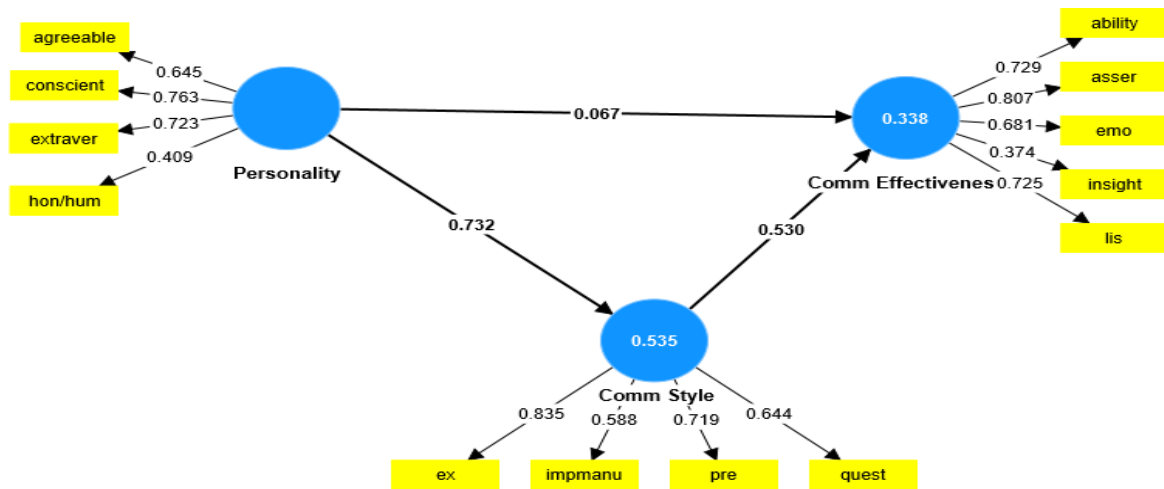 agreeable
conscient
extraver
hon/hum
0.645
0.763
0.723
0.409
Personality
0.067
0.732
0.530
0.338
Comm Effectivenes
0.729
0.807
0.681
0.374
0.725
ability
asser
emo
insight
lis
0.535
Comm Style
0.835
0.588
0.719
0.644
ex
impmanu
pre
quest